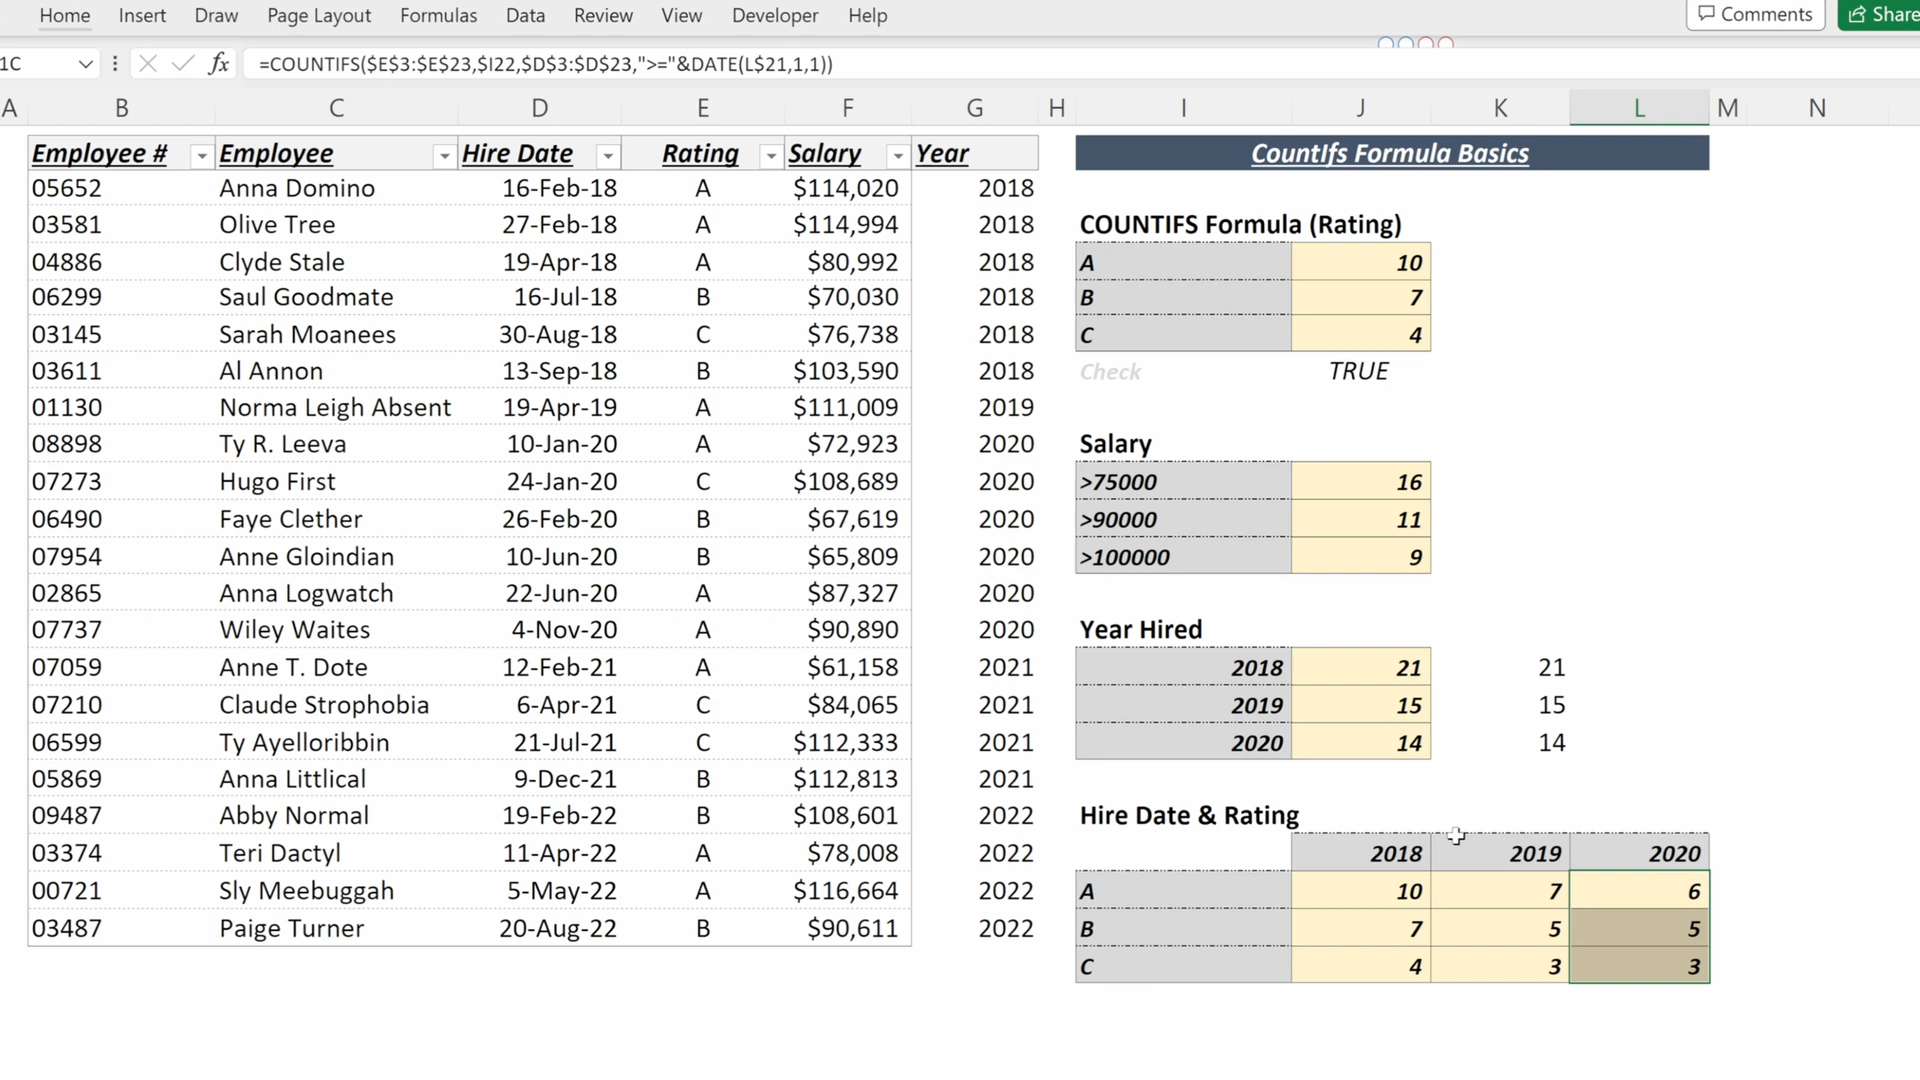 Home Insert Draw Page Layout Formulas Data Review View Developer Help Comments Share
1C fx =COUNTIFS($E$3:$E$23,$I22,$D$3:$D$23,">="&DATE(L$21,1,1))
A B C D E F G H I J K L M N
Employee # Employee Hire Date Rating Salary Year CountIfs Formula Basics
05652 Anna Domino 16-Feb-18 A $114,020 2018
03581 Olive Tree 27-Feb-18 A $114,994 2018 COUNTIFS Formula (Rating)
04886 Clyde Stale 19-Apr-18 A $80,992 2018 A 10
06299 Saul Goodmate 16-Jul-18 B $70,030 2018 B 7
03145 Sarah Moanees 30-Aug-18 C $76,738 2018 C 4
03611 Al Annon 13-Sep-18 B $103,590 2018 Check TRUE
01130 Norma Leigh Absent 19-Apr-19 A $111,009 2019
08898 Ty R. Leeva 10-Jan-20 A $72,923 2020 Salary
07273 Hugo First 24-Jan-20 C $108,689 2020 >75000 16
06490 Faye Clether 26-Feb-20 B $67,619 2020 >90000 11
07954 Anne Gloindian 10-Jun-20 B $65,809 2020 >100000 9
02865 Anna Logwatch 22-Jun-20 A $87,327 2020
07737 Wiley Waites 4-Nov-20 A $90,890 2020 Year Hired
07059 Anne T. Dote 12-Feb-21 A $61,158 2021 2018 21 21
07210 Claude Strophobia 6-Apr-21 C $84,065 2021 2019 15 15
06599 Ty Ayelloribbin 21-Jul-21 C $112,333 2021 2020 14 14
05869 Anna Littlical 9-Dec-21 B $112,813 2021
09487 Abby Normal 19-Feb-22 B $108,601 2022 Hire Date & Rating
03374 Teri Dactyl 11-Apr-22 A $78,008 2022 2018 2019 2020
00721 Sly Meebuggah 5-May-22 A $116,664 2022 A 10 7 6
03487 Paige Turner 20-Aug-22 B $90,611 2022 B 7 5 5
C 4 3 3